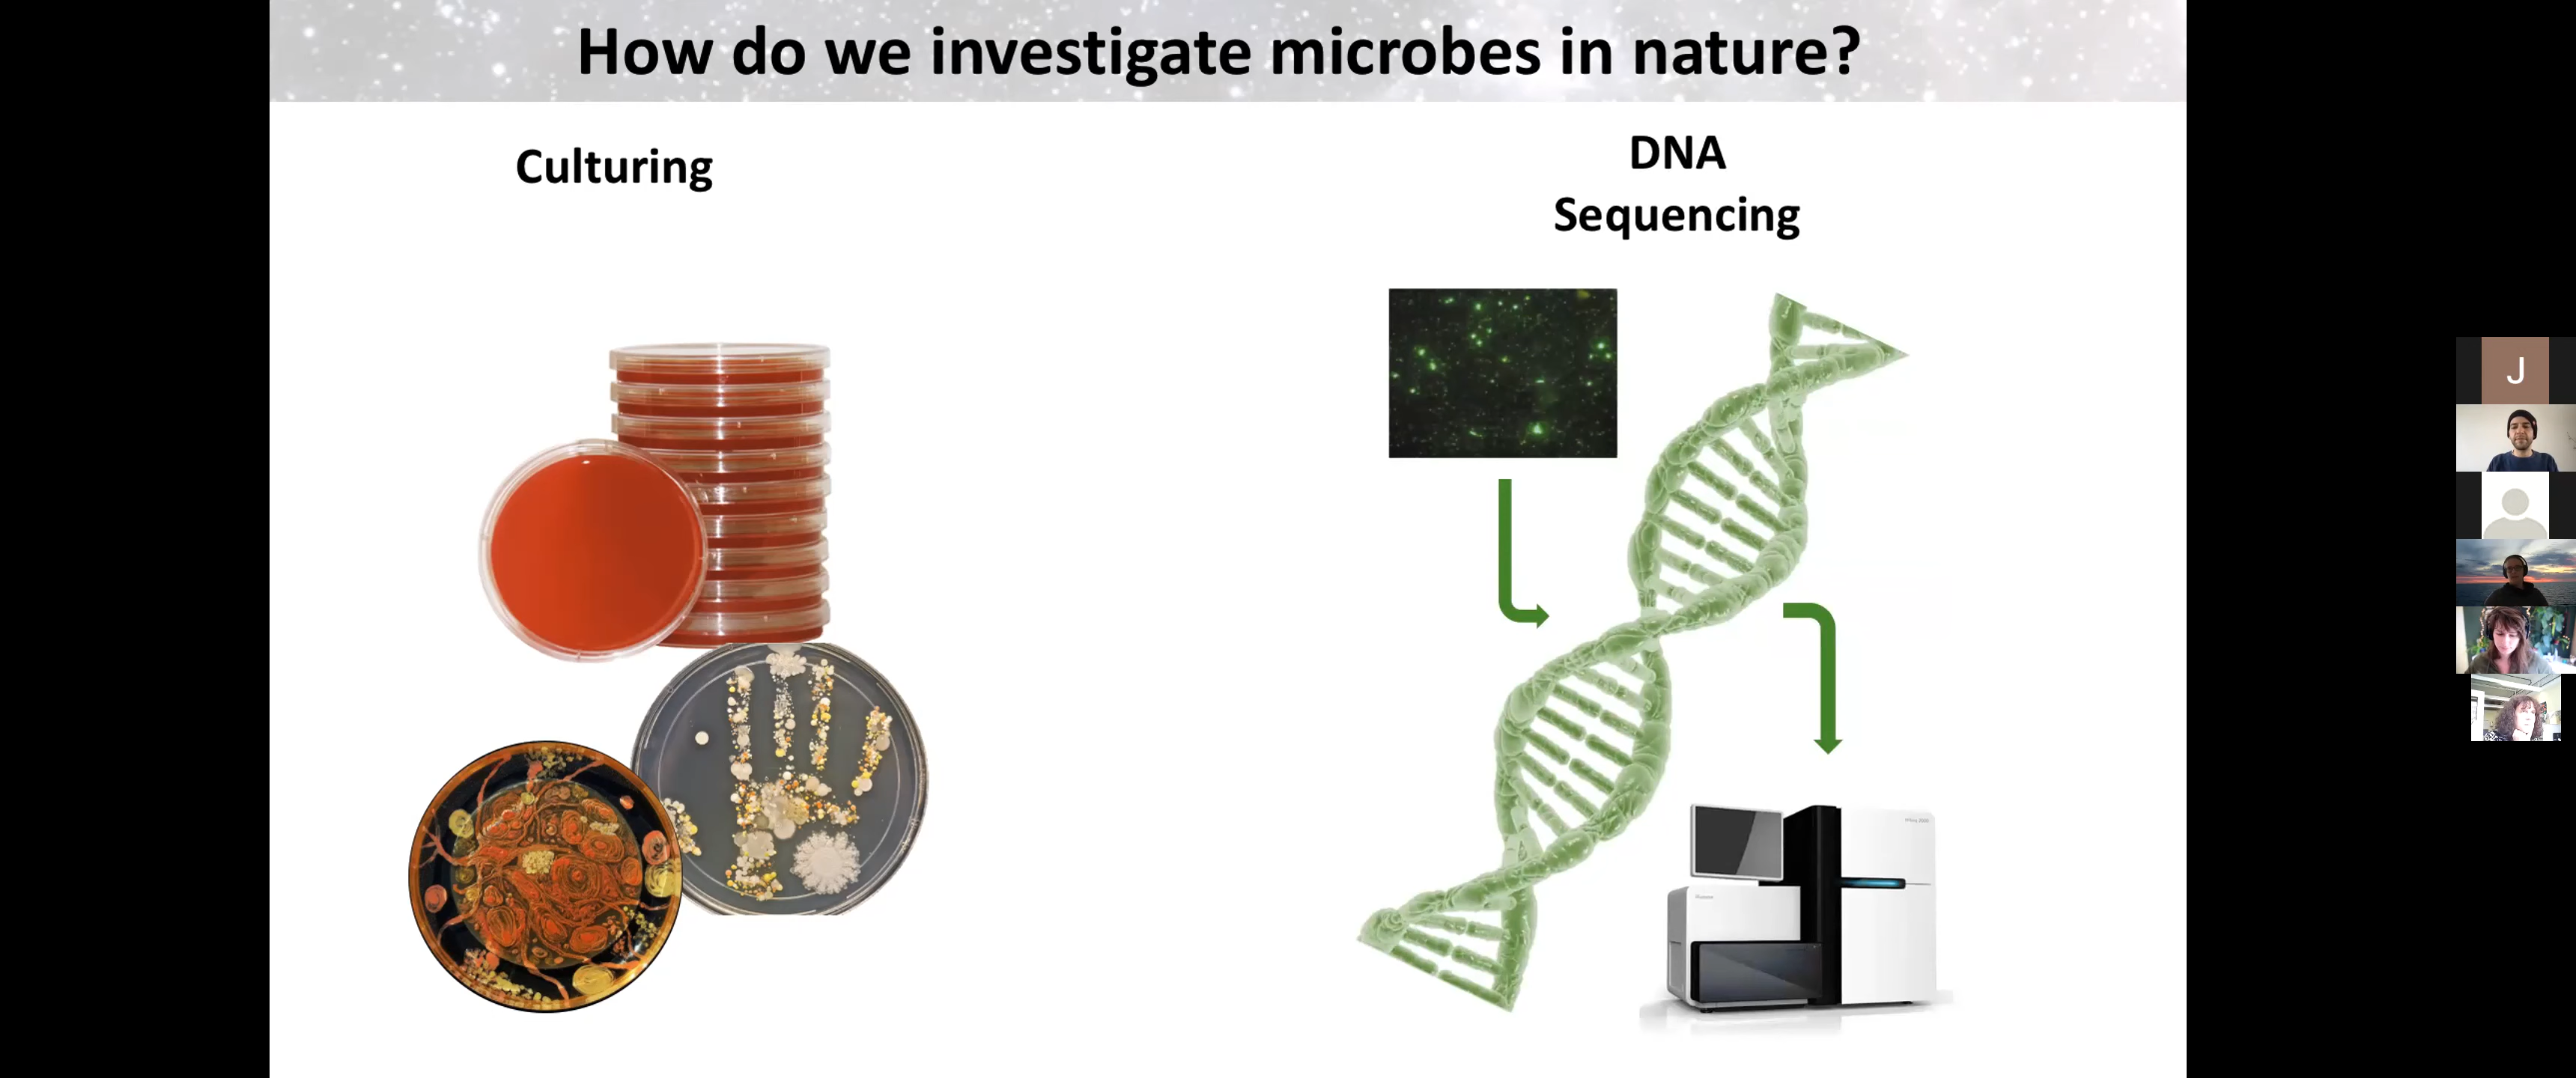 How do we investigate microbes in nature?
Culturing
DNA
Sequencing
J